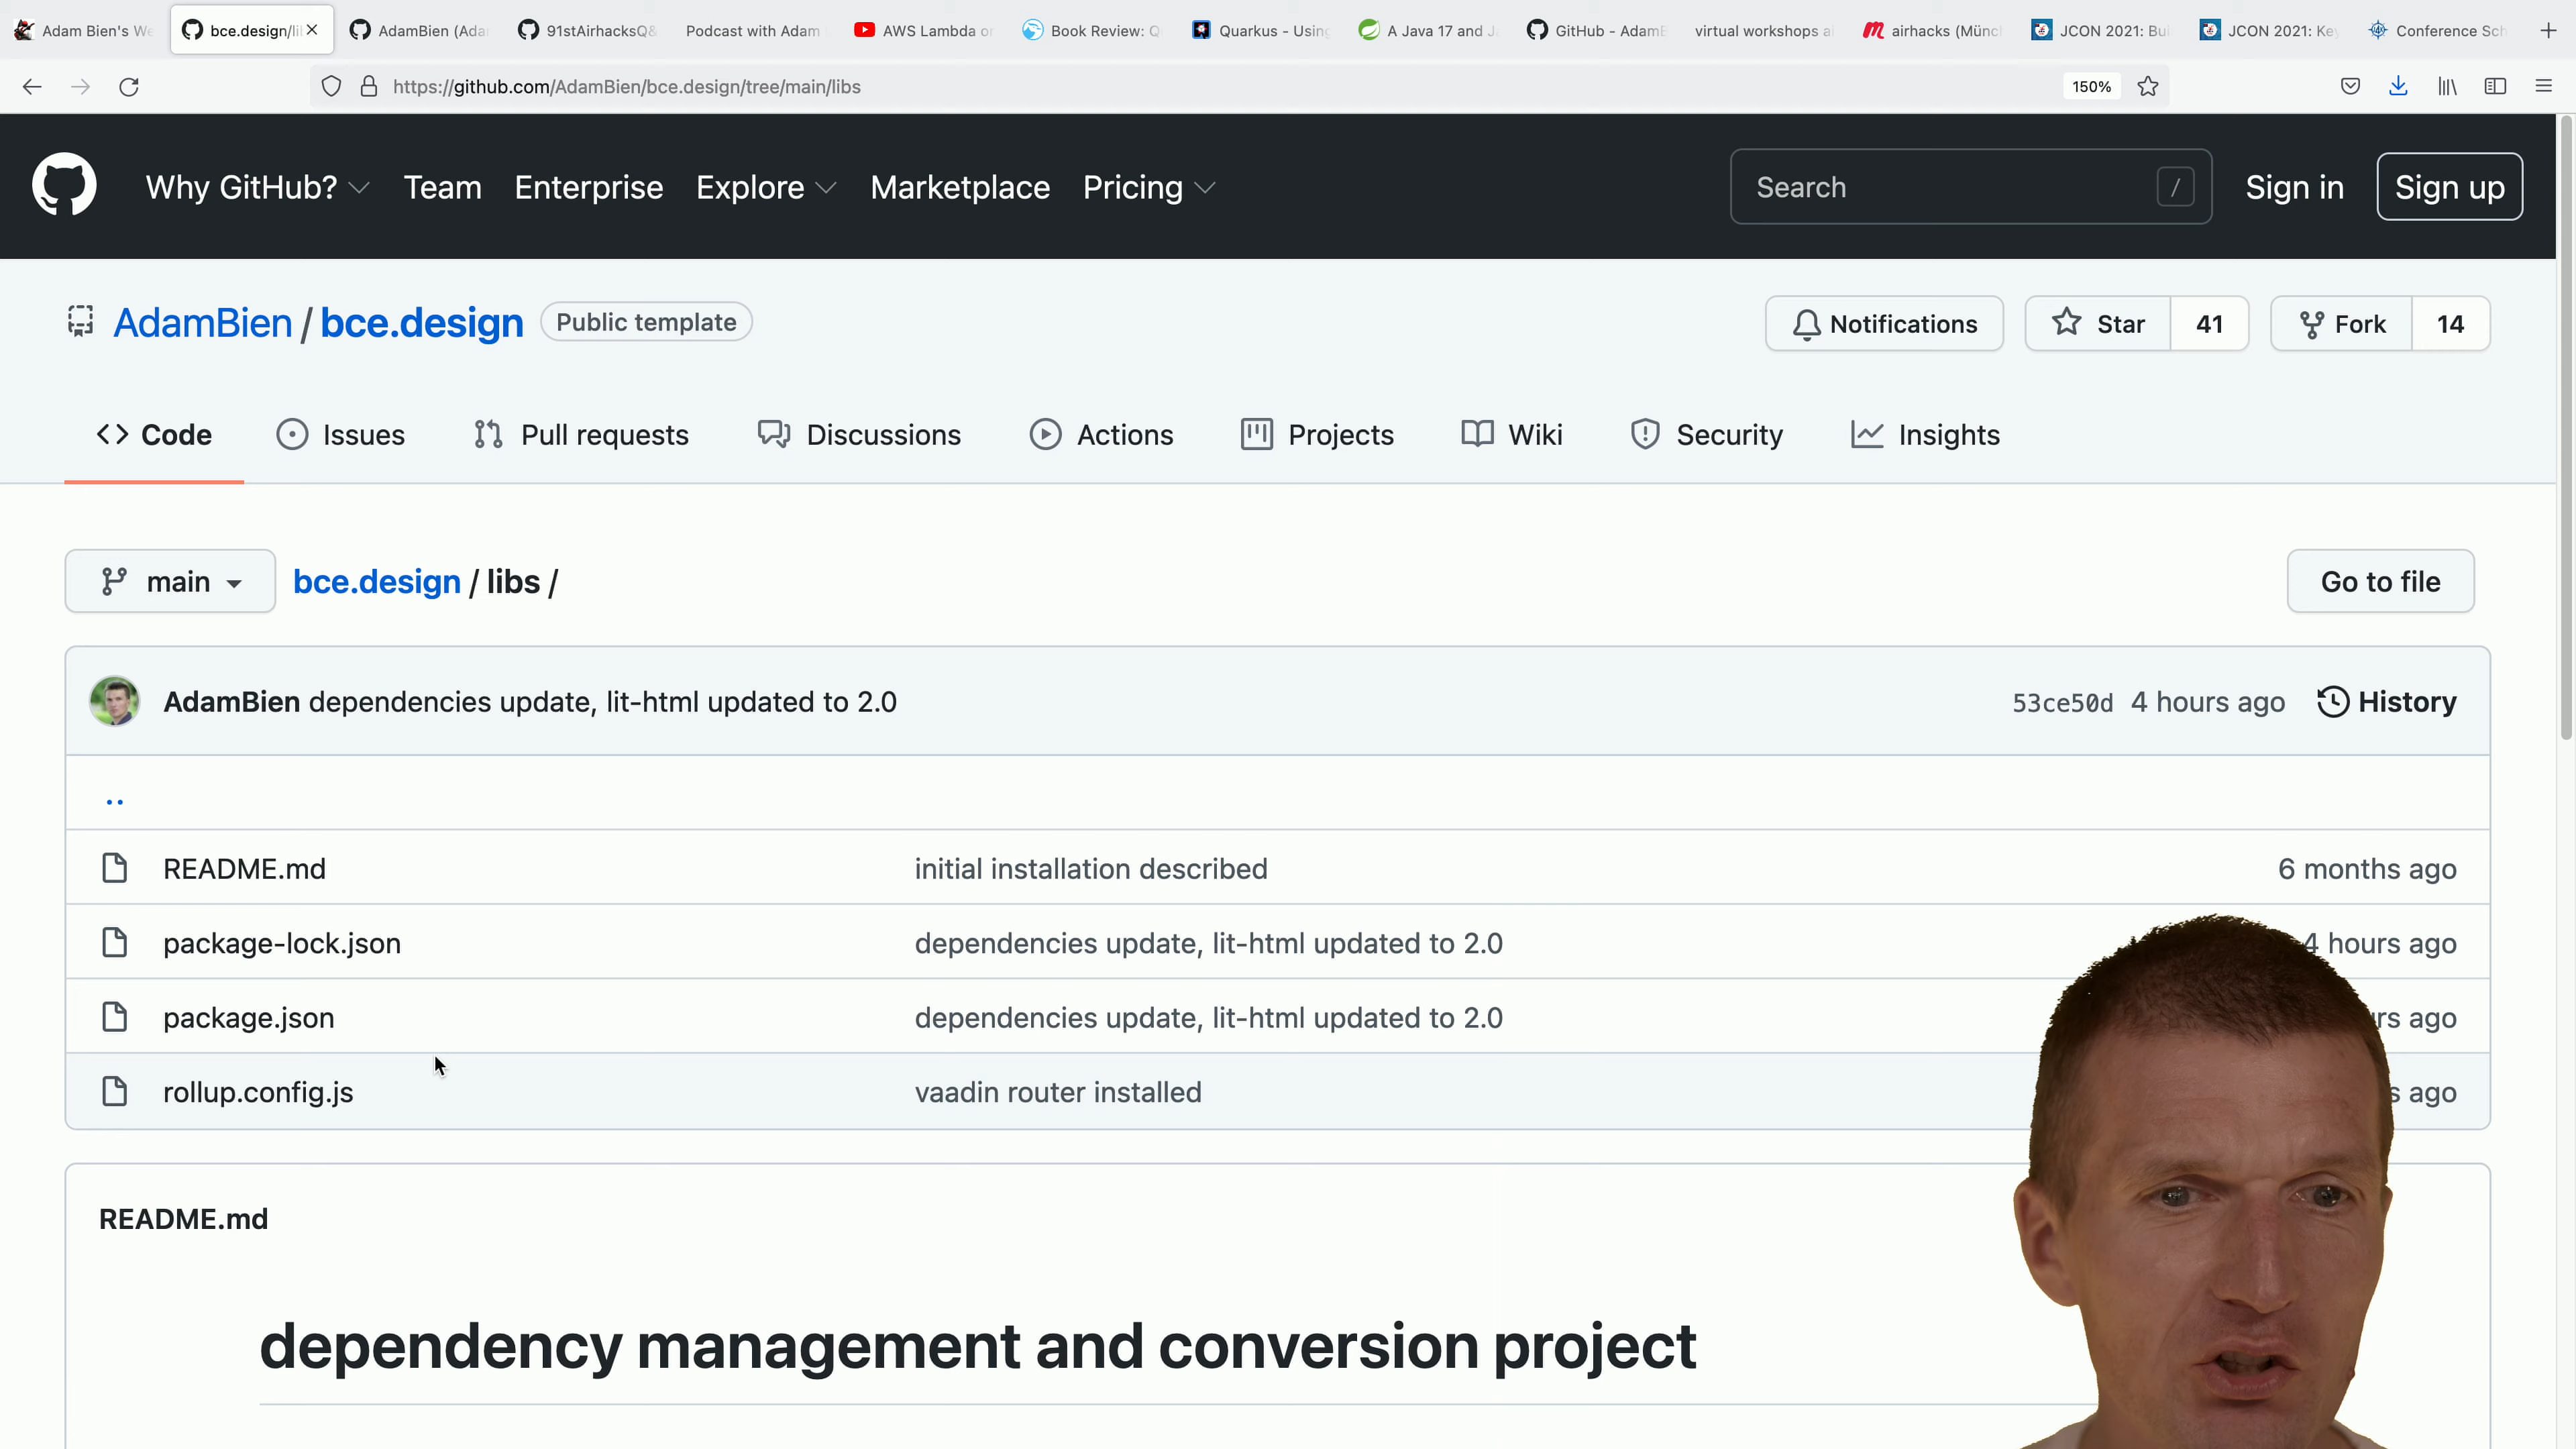 Adam Bien's We
bce.design/li
AdamBien (Ada
91stAirhacksQ&
Podcast with Adam
AWS Lambda or
Book Review: Q
Quarkus - Using
A Java 17 and J
GitHub - AdamB
virtual workshops ai
airhacks (Münc
JCON 2021: Bui
JCON 2021: Key
Conference Sch
https://github.com/AdamBien/bce.design/tree/main/libs
150%
Why GitHub? Team Enterprise Explore Marketplace Pricing
Search /
Sign in Sign up
AdamBien / bce.design Public template
Notifications Star 41 Fork 14
Code Issues Pull requests Discussions Actions Projects Wiki Security Insights
main bce.design / libs / Go to file
AdamBien dependencies update, lit-html updated to 2.0 53ce50d 4 hours ago History
..
README.md initial installation described 6 months ago
package-lock.json dependencies update, lit-html updated to 2.0 4 hours ago
package.json dependencies update, lit-html updated to 2.0 rs ago
rollup.config.js vaadin router installed s ago
README.md
dependency management and conversion project